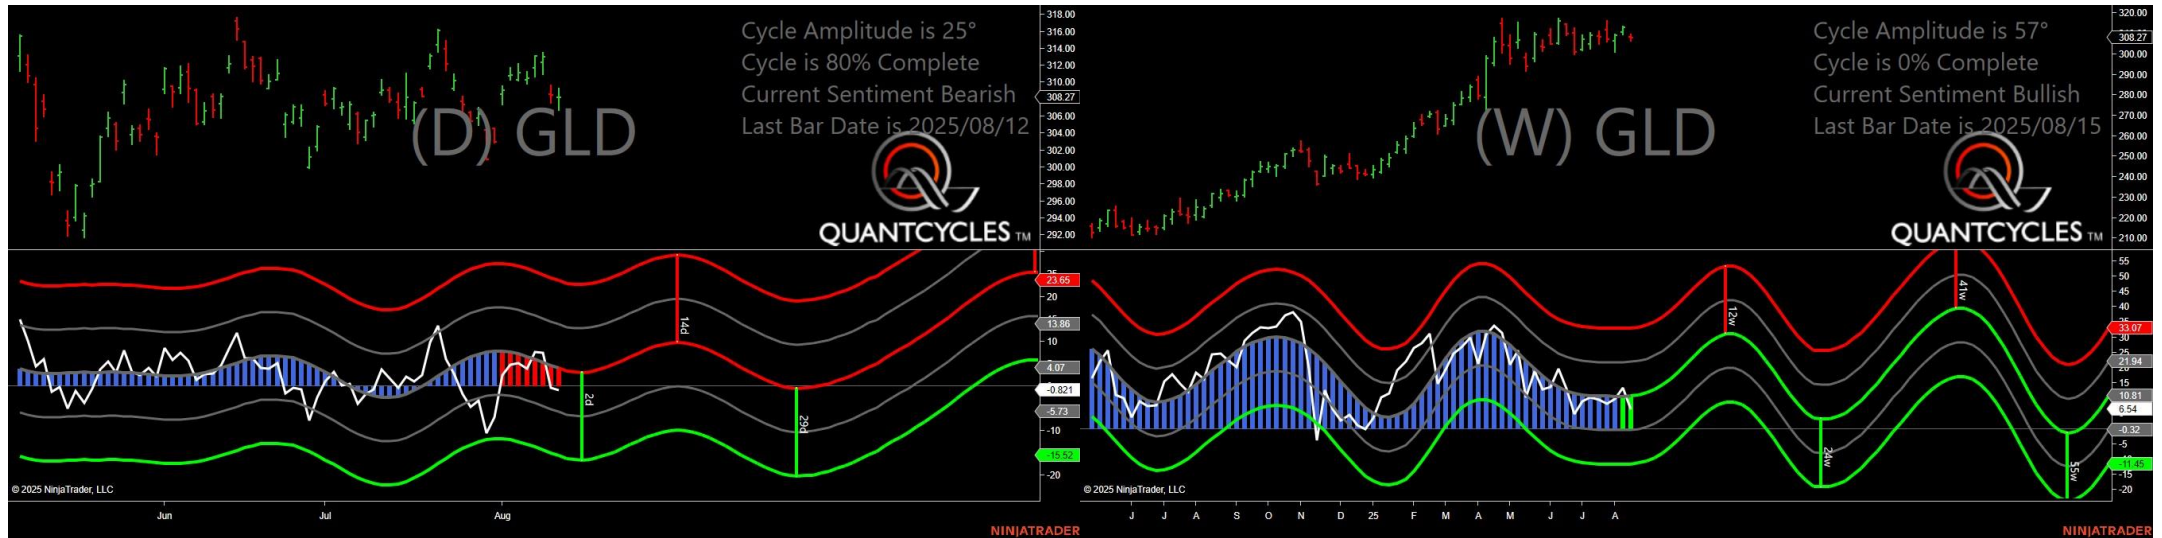 Cycle Amplitude is 25°
Cycle is 80% Complete
Current Sentiment Bearish
Last Bar Date is 2025/08/12
(D) GLD
QUANTCYCLES TM
318.00
316.00
314.00
312.00
310.00
308.27
306.00
304.00
302.00
300.00
298.00
296.00
294.00
292.00
23.65
20
13.86
10
4.07
-0.821
-5.73
-10
-15.52
-20
2d
14d
29d
© 2025 NinjaTrader, LLC
Jun
Jul
Aug
NINJATRADER
Cycle Amplitude is 57°
Cycle is 0% Complete
Current Sentiment Bullish
Last Bar Date is 2025/08/15
(W) GLD
QUANTCYCLES TM
320.00
308.27
300.00
290.00
280.00
270.00
260.00
250.00
240.00
230.00
220.00
210.00
55
50
45
40
33.07
30
25
21.94
20
15
10.81
6.54
-0.32
-5
-11.45
-15
-20
12w
24w
41w
55w
© 2025 NinjaTrader, LLC
J
J
A
S
O
N
D
25
F
M
A
M
J
J
A
NINJATRADER